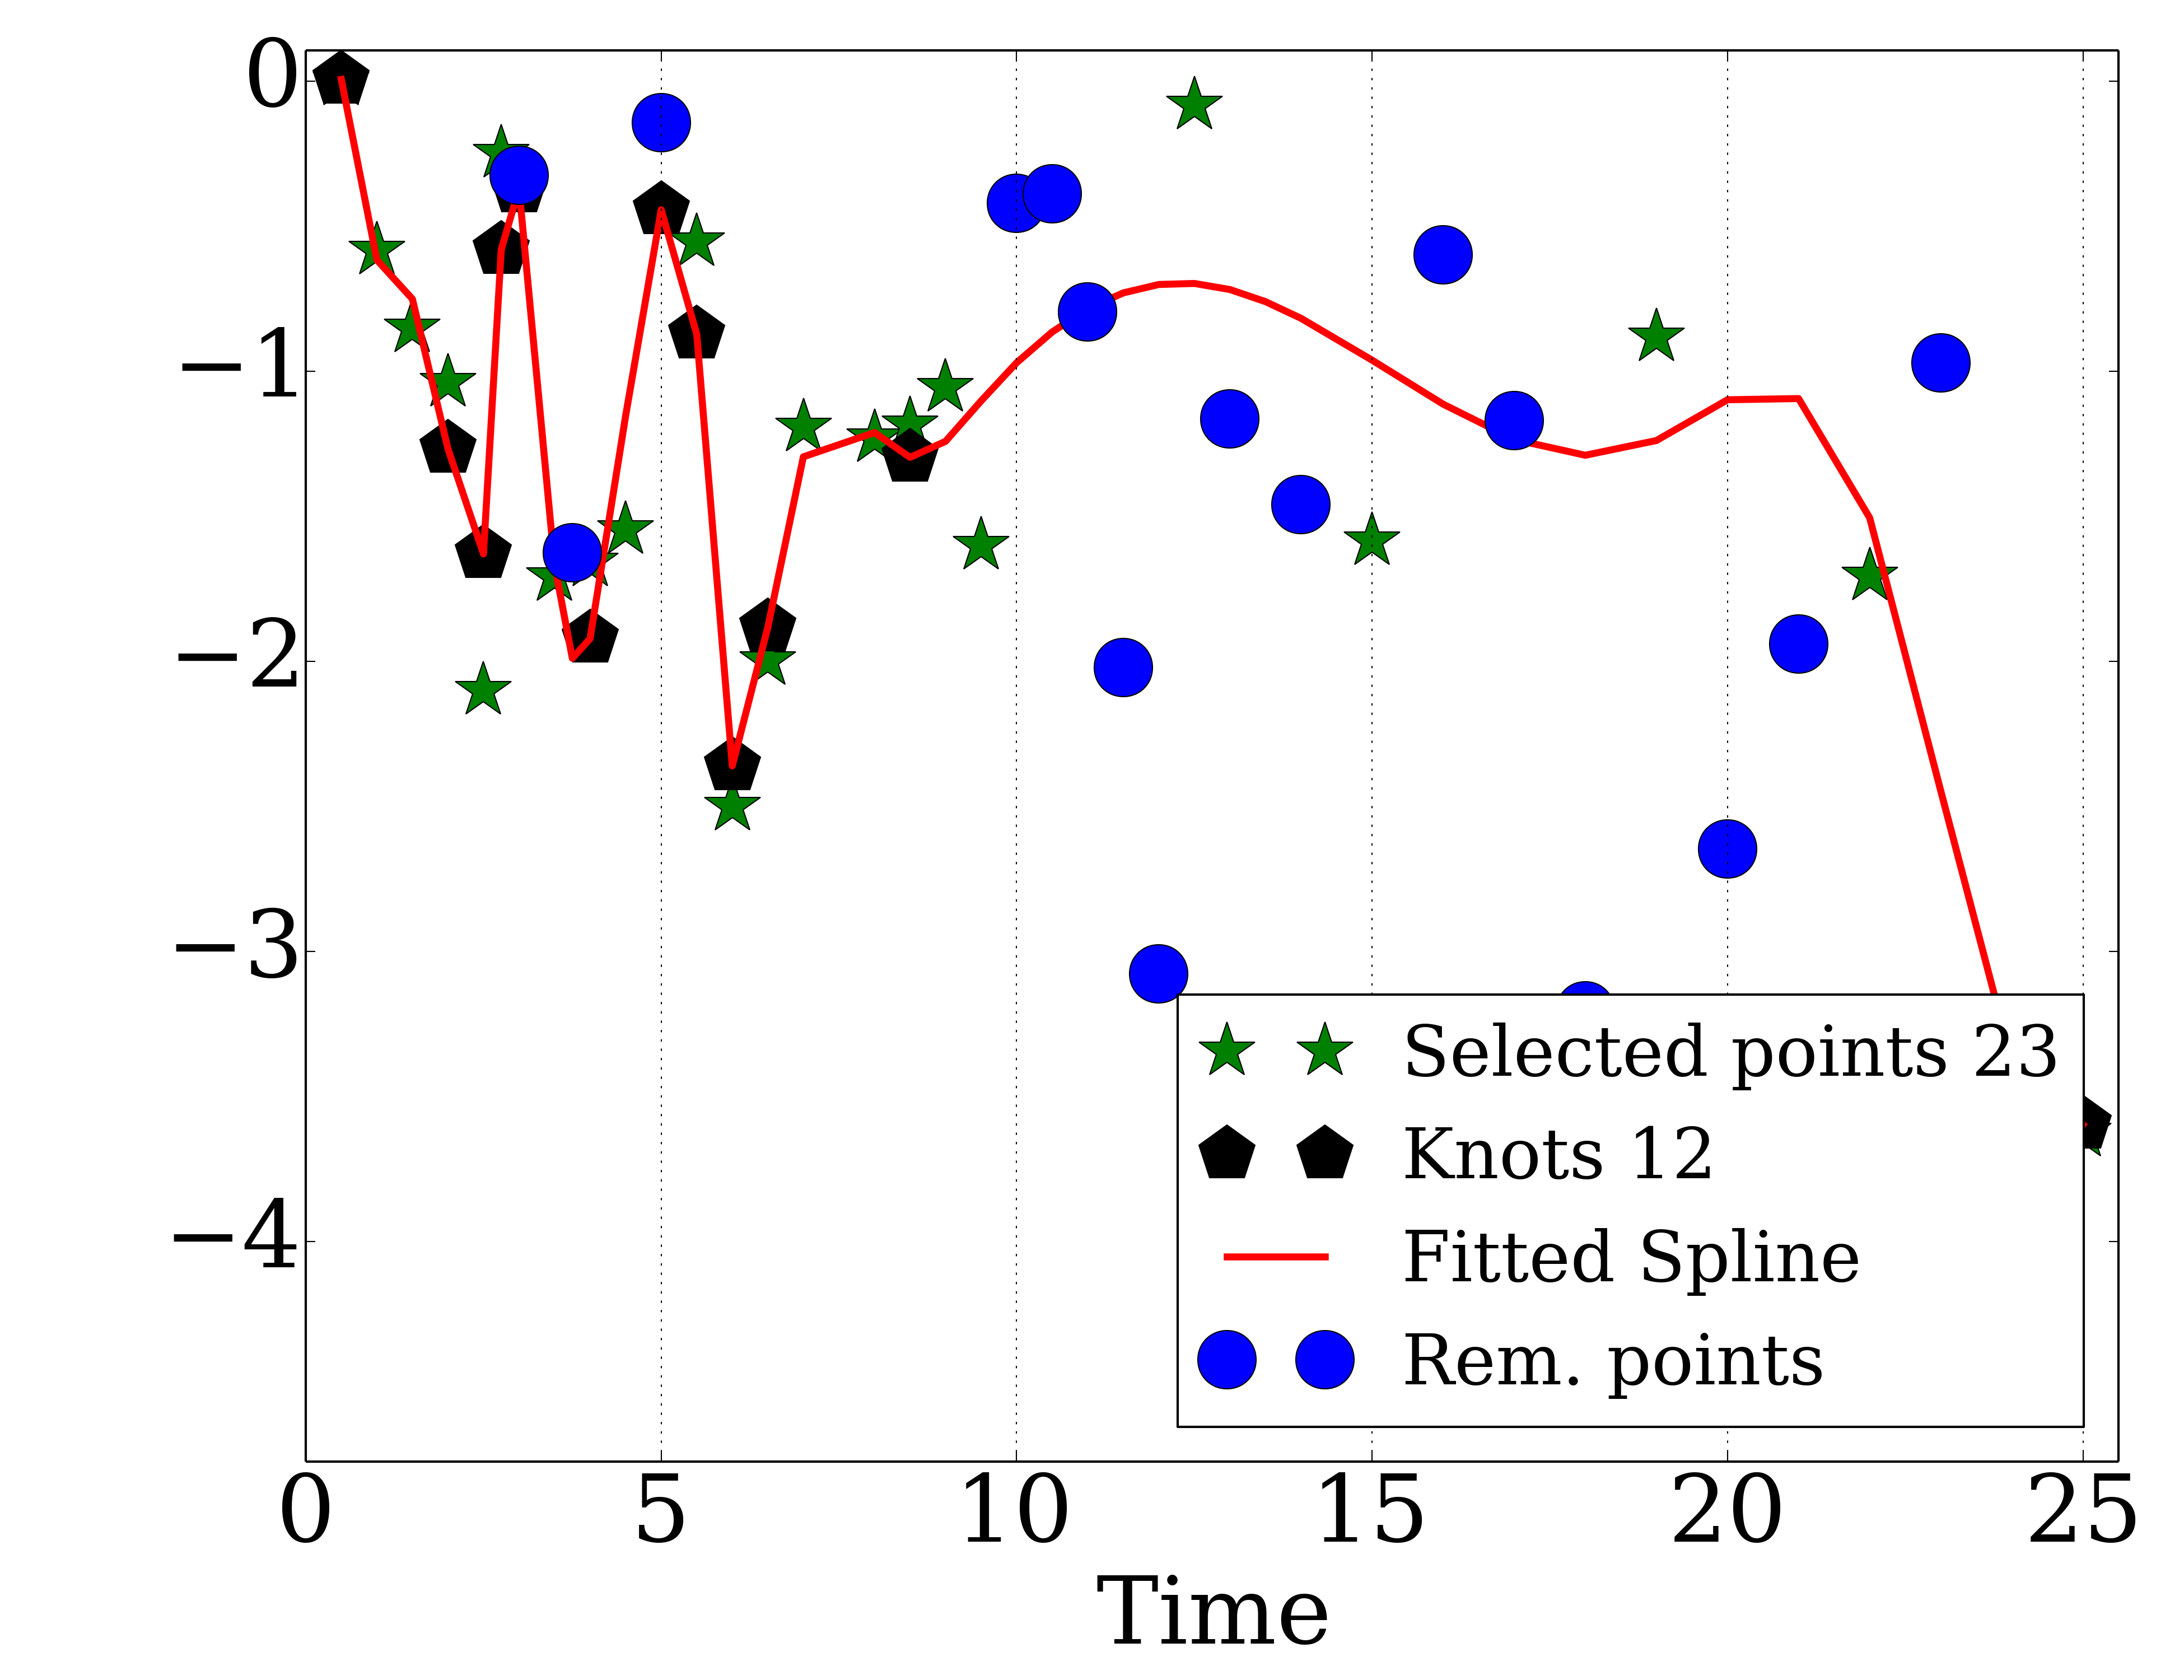 0
−1
−2
−3
−4
Selected points 23
Knots 12
Fitted Spline
Rem. points
0 5 10 15 20 25
Time